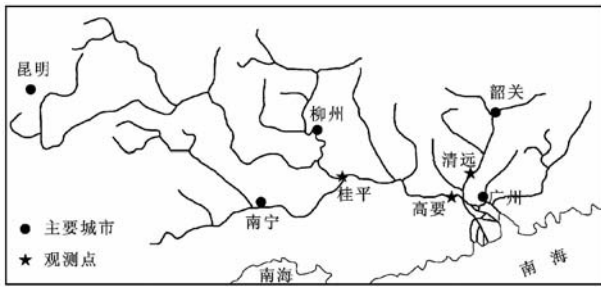 昆明
韶关
柳州
清远
桂平
高要
广州
南宁
● 主要城市
★ 观测点
南海
南海